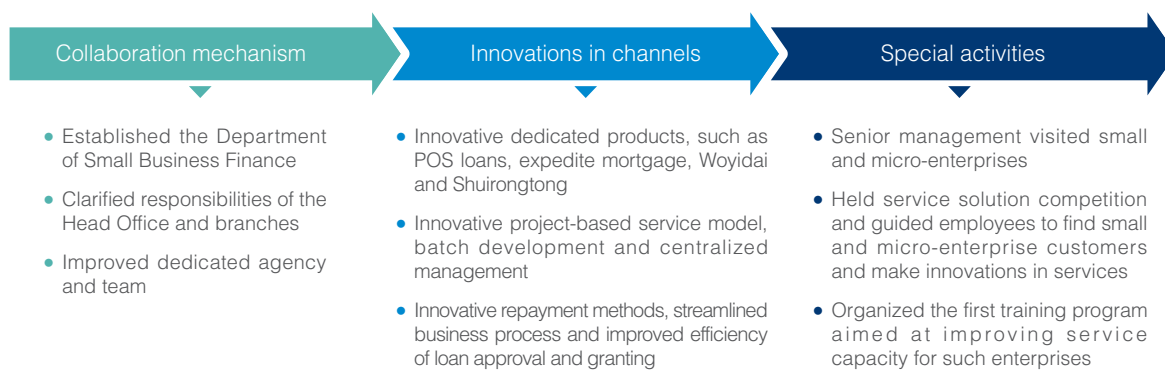 Collaboration mechanism
Established the Department
of Small Business Finance
Clarified responsibilities of the
Head Office and branches
Improved dedicated agency
and team
Innovations in channels
Innovative dedicated products, such as
POS loans, expedite mortgage, Woyidai
and Shuirongtong
Innovative project-based service model,
batch development and centralized
management
Innovative repayment methods, streamlined
business process and improved efficiency
of loan approval and granting
Special activities
Senior management visited small
and micro-enterprises
Held service solution competition
and guided employees to find small
and micro-enterprise customers
and make innovations in services
Organized the first training program
aimed at improving service
capacity for such enterprises